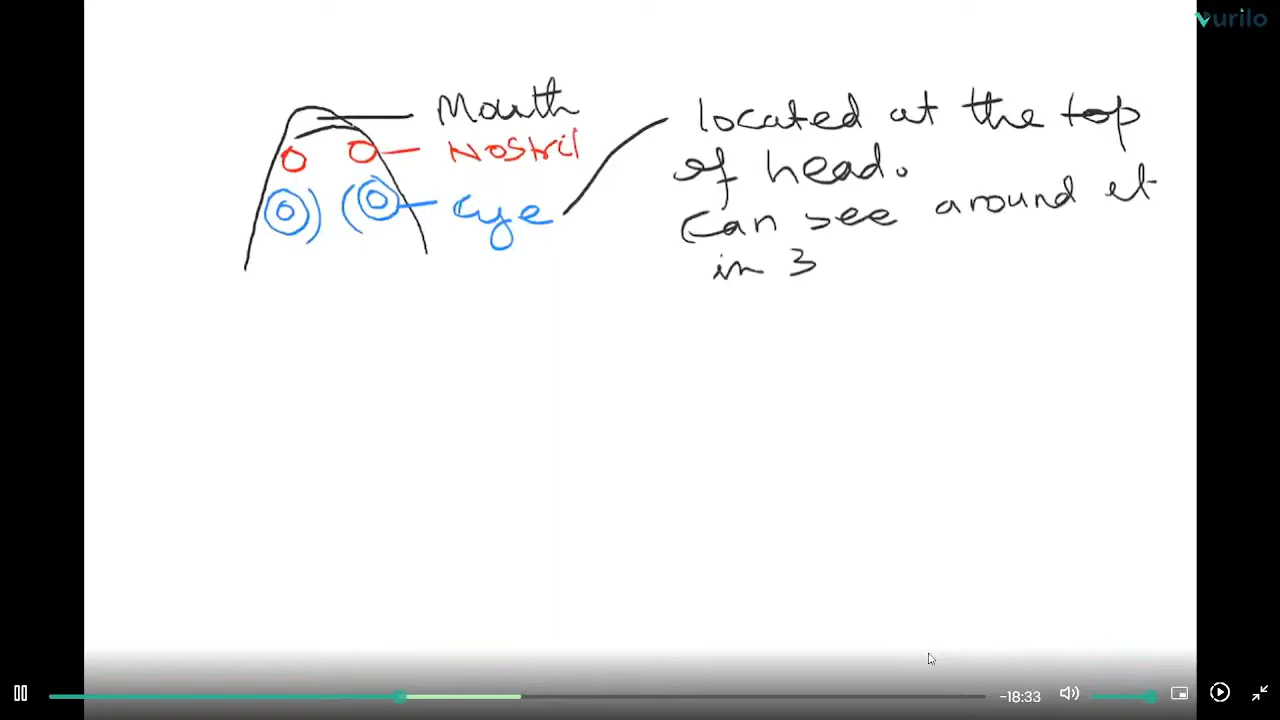 vurilo
Mouth
Nostril
eye
located at the top
of head.
Can see around it
in 3
-18:33